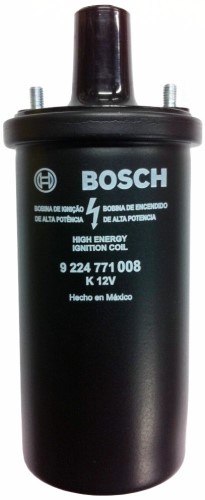 BOSCH
BOBINA DE IGNIÇÃO BOBINA DE ENCENDIDO
DE ALTA POTÊNCIA DE ALTA POTENCIA
HIGH ENERGY
IGNITION COIL
9 224 771 008
K 12V
Hecho en México